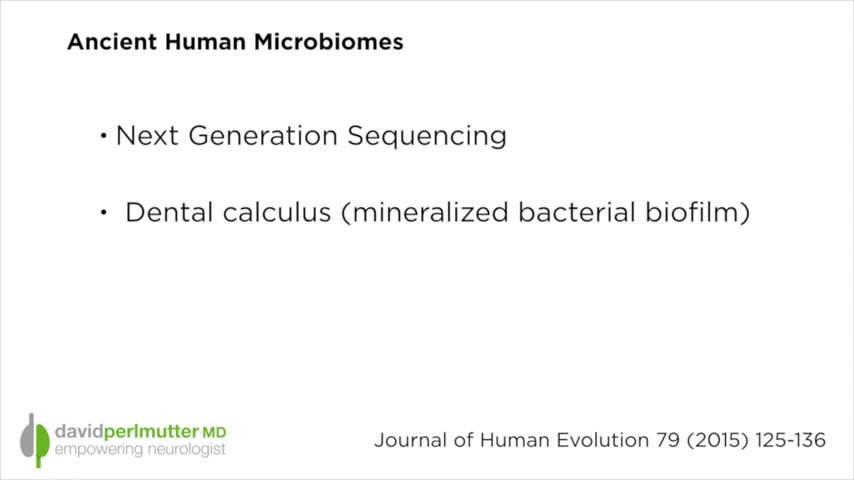 Ancient Human Microbiomes
• Next Generation Sequencing
• Dental calculus (mineralized bacterial biofilm)
davidperlmutter MD
empowering neurologist
Journal of Human Evolution 79 (2015) 125-136